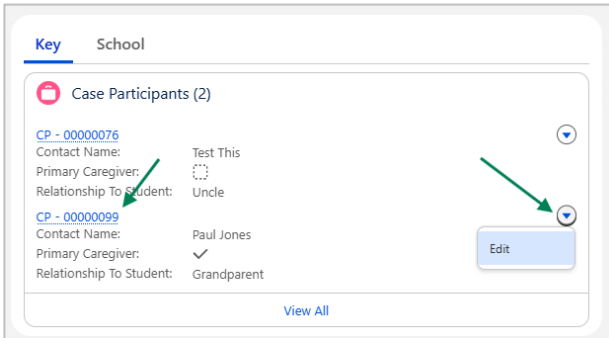 Key School
Case Participants (2)
CP - 00000076
Contact Name: Test This
Primary Caregiver:
Relationship To Student: Uncle
CP - 00000099
Contact Name: Paul Jones
Primary Caregiver: ✓
Relationship To Student: Grandparent
Edit
View All